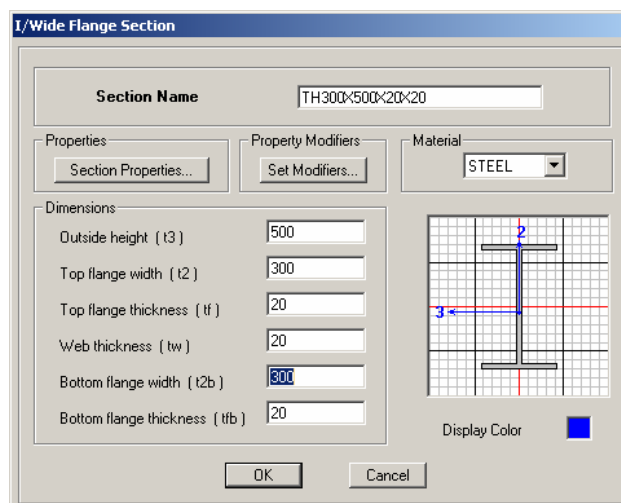 I/Wide Flange Section
Section Name TH300X500X20X20
Properties Property Modifiers Material
Section Properties... Set Modifiers... STEEL
Dimensions
Outside height ( t3 ) 500
Top flange width ( t2 ) 300
Top flange thickness ( tf ) 20
Web thickness ( tw ) 20
Bottom flange width ( t2b ) 300
Bottom flange thickness ( tfb ) 20
2
3
Display Color
OK Cancel